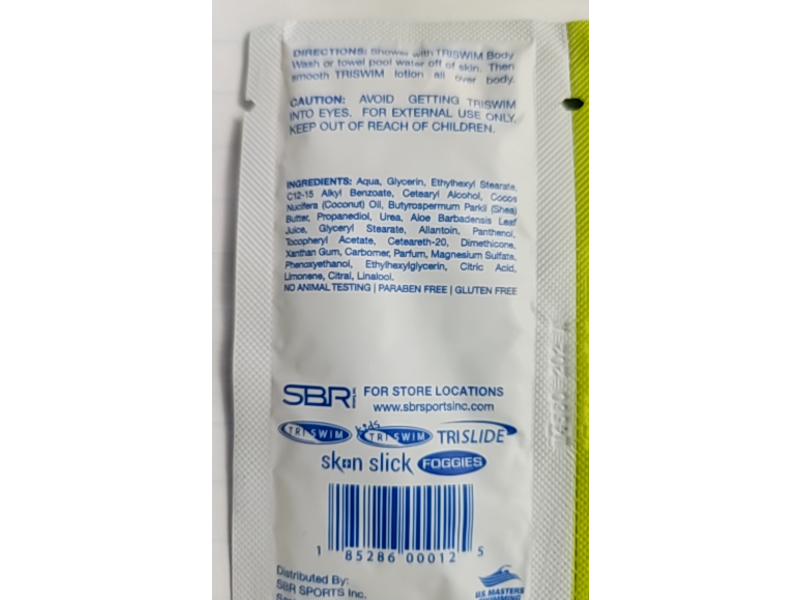 DIRECTIONS: Shower with TRISWIM Body
Wash or towel pool water off of skin. Then
smooth TRISWIM lotion all over body.
CAUTION: AVOID GETTING TRISWIM
INTO EYES. FOR EXTERNAL USE ONLY.
KEEP OUT OF REACH OF CHILDREN.
INGREDIENTS: Aqua, Glycerin, Ethylhexyl Stearate,
C12-15 Alkyl Benzoate, Cetearyl Alcohol, Cocos
Nucifera (Coconut) Oil, Butyrospermum Parkii (Shea)
Butter, Propanediol, Urea, Aloe Barbadensis Leaf
Juice, Glyceryl Stearate, Allantoin, Panthenol,
Tocopheryl Acetate, Ceteareth-20, Dimethicone,
Xanthan Gum, Carbomer, Parfum, Magnesium Sulfate,
Phenoxyethanol, Ethylhexylglycerin, Citric Acid,
Limonene, Citral, Linalool.
NO ANIMAL TESTING | PARABEN FREE | GLUTEN FREE
SBR FOR STORE LOCATIONS
www.sbrsportsinc.com
TRISWIM kids TRISWIM TRISLIDE
skin slick FOGGIES
1 85286 00012 5
Distributed By:
SBR SPORTS Inc.
US MASTERS
SWIMMING